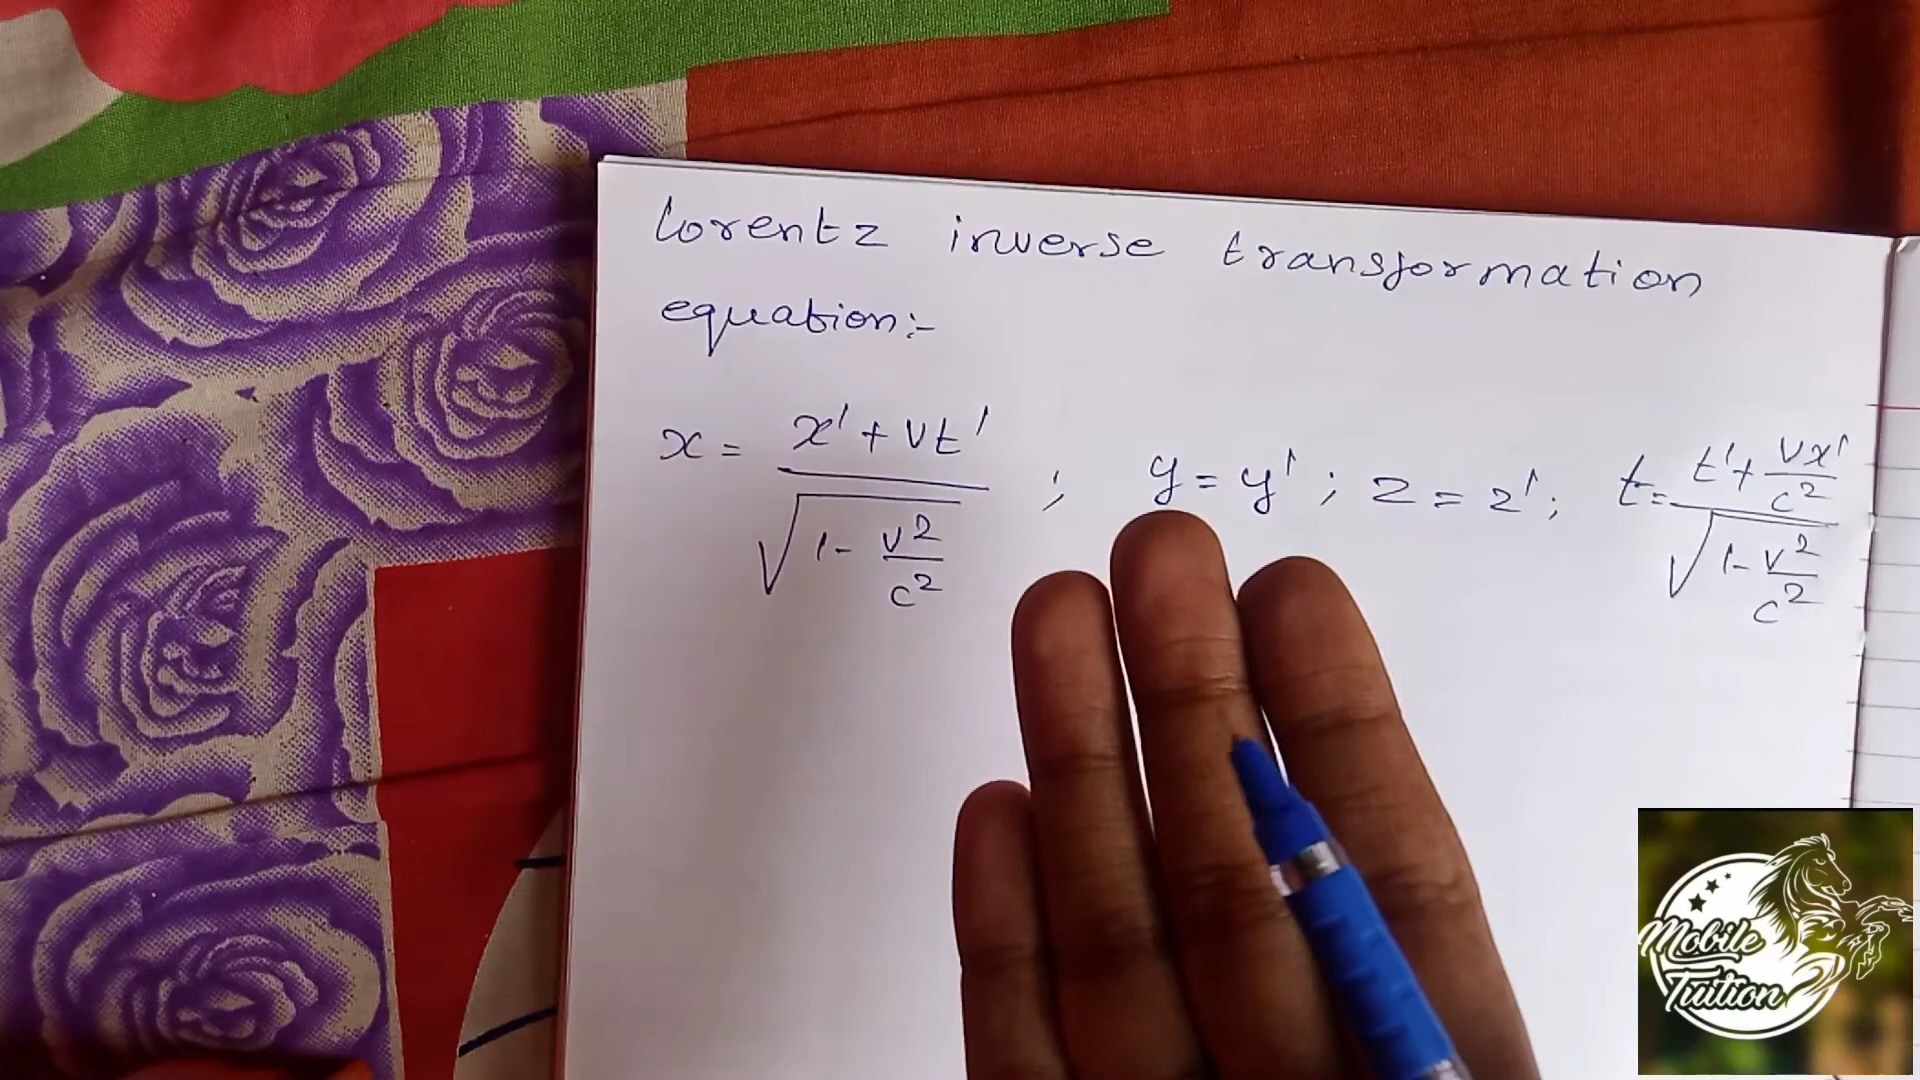 Lorentz inverse transformation
equation:-
x = x' + vt' / √(1 - v²/c²) ; y = y' ; z = z' ; t = t' + vx'/c² / √(1 - v²/c²)
Mobile
Tuition